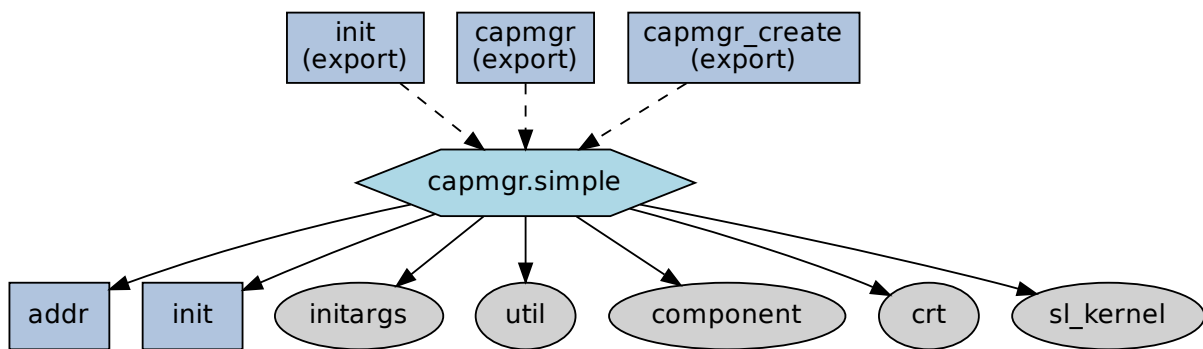 init
(export)
capmgr
(export)
capmgr_create
(export)
capmgr.simple
addr
init
initargs
util
component
crt
sl_kernel